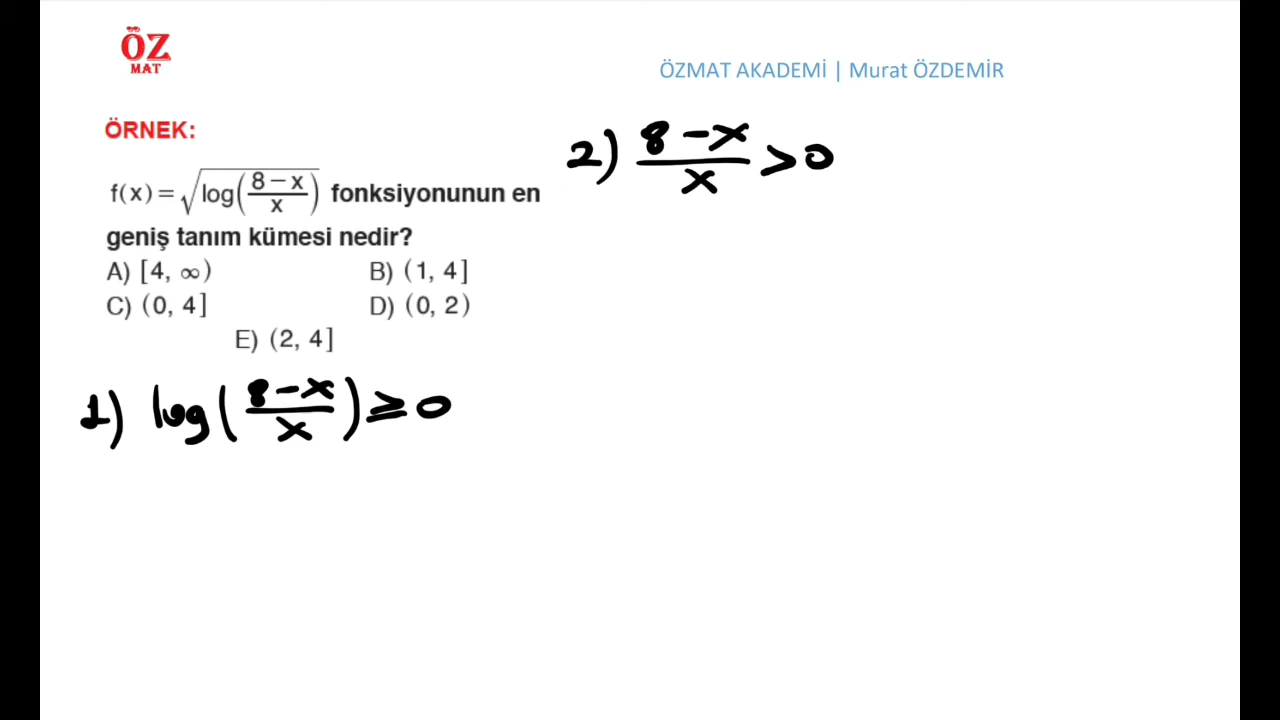 ÖZ
MAT
ÖZMAT AKADEMİ | Murat ÖZDEMİR
ÖRNEK:
f(x) = √log((8 − x)/x) fonksiyonunun en
geniş tanım kümesi nedir?
A) [4, ∞)
B) (1, 4]
C) (0, 4]
D) (0, 2)
E) (2, 4]
1) log((8 − x)/x) ≥ 0
2) (8 − x)/x > 0